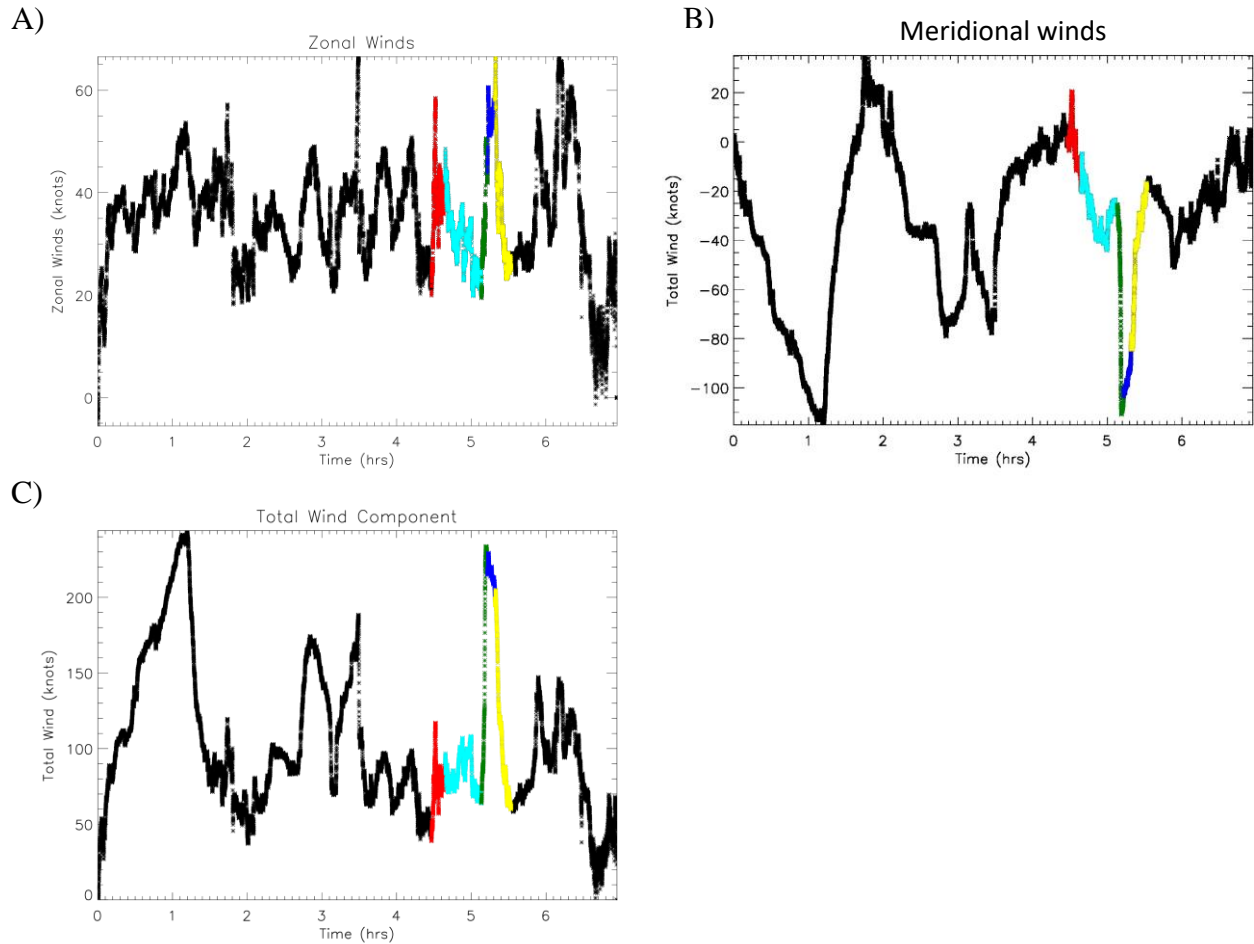 A)
Zonal Winds
Zonal Winds (knots)
60
40
20
0
0 1 2 3 4 5 6
Time (hrs)
B)
Meridional winds
Total Wind (knots)
20
0
-20
-40
-60
-80
-100
0 1 2 3 4 5 6
Time (hrs)
C)
Total Wind Component
Total Wind (knots)
200
150
100
50
0
0 1 2 3 4 5 6
Time (hrs)